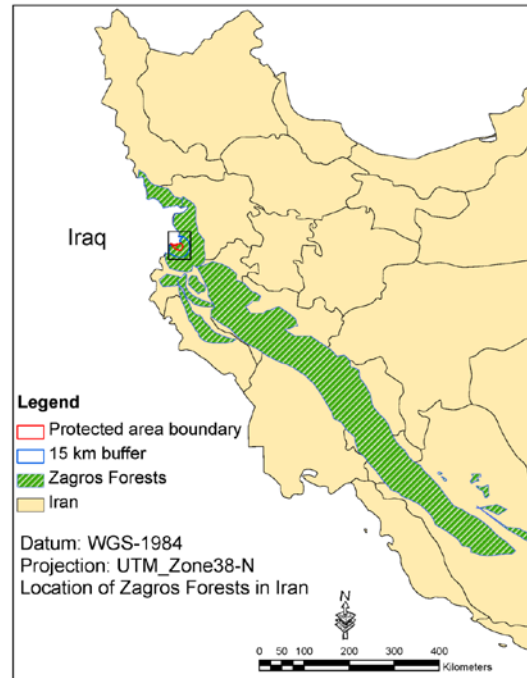 Iraq
Legend
Protected area boundary
15 km buffer
Zagros Forests
Iran
Datum: WGS-1984
Projection: UTM_Zone38-N
Location of Zagros Forests in Iran
N
0 50 100 200 300 400
Kilometers